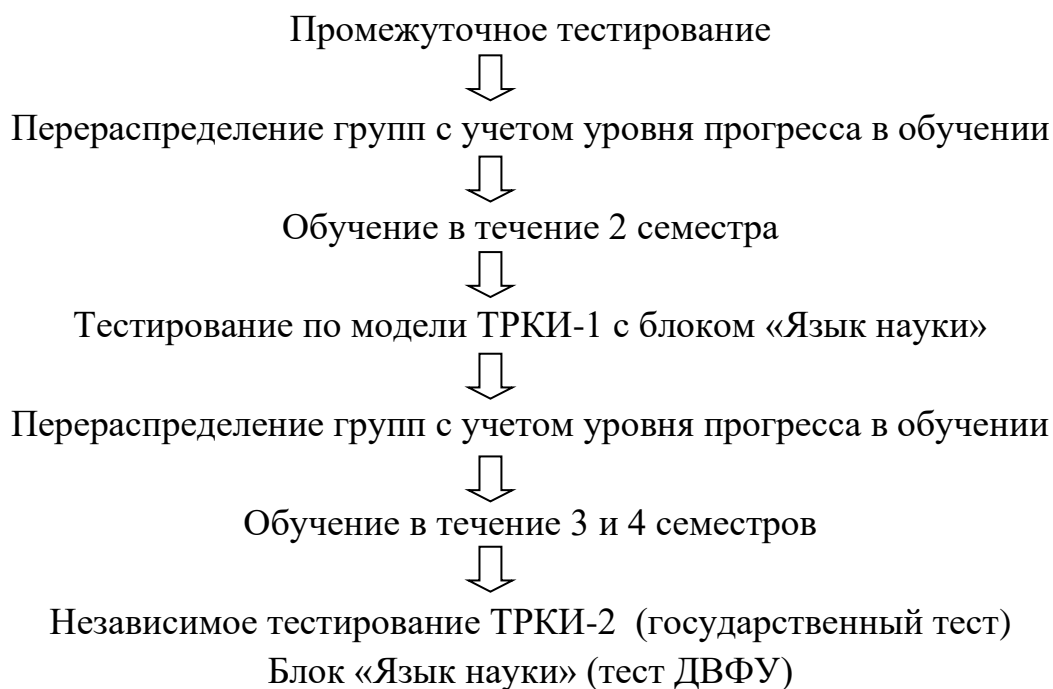 Промежуточное тестирование
Перераспределение групп с учетом уровня прогресса в обучении
Обучение в течение 2 семестра
Тестирование по модели ТРКИ-1 с блоком «Язык науки»
Перераспределение групп с учетом уровня прогресса в обучении
Обучение в течение 3 и 4 семестров
Независимое тестирование ТРКИ-2 (государственный тест)
Блок «Язык науки» (тест ДВФУ)